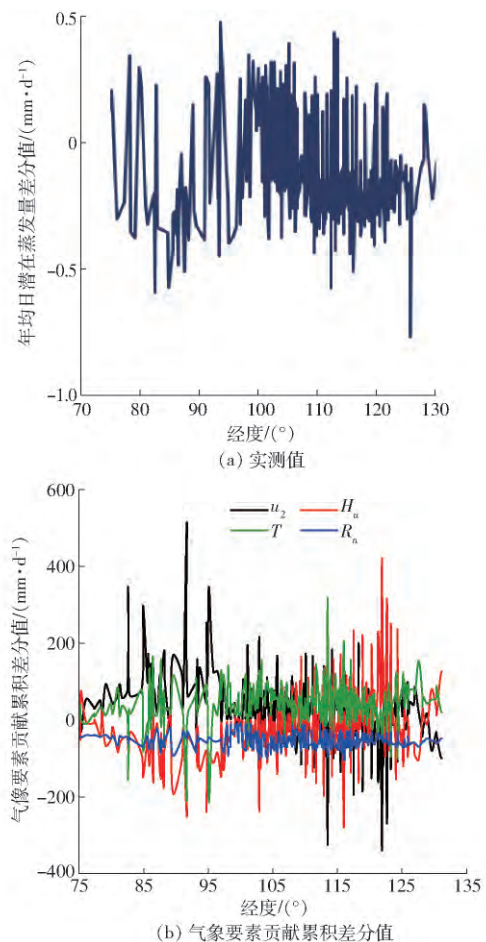 0.5
0
-0.5
-1.0
年均日潜在蒸发量差分值/(mm·d⁻¹)
70 80 90 100 110 120 130
经度/(°)
(a) 实测值
600
400
200
0
-200
-400
气像要素贡献累积差分值/(mm·d⁻¹)
u₂ Hₙ
T Rₙ
75 85 95 105 115 125 135
经度/(°)
(b) 气象要素贡献累积差分值